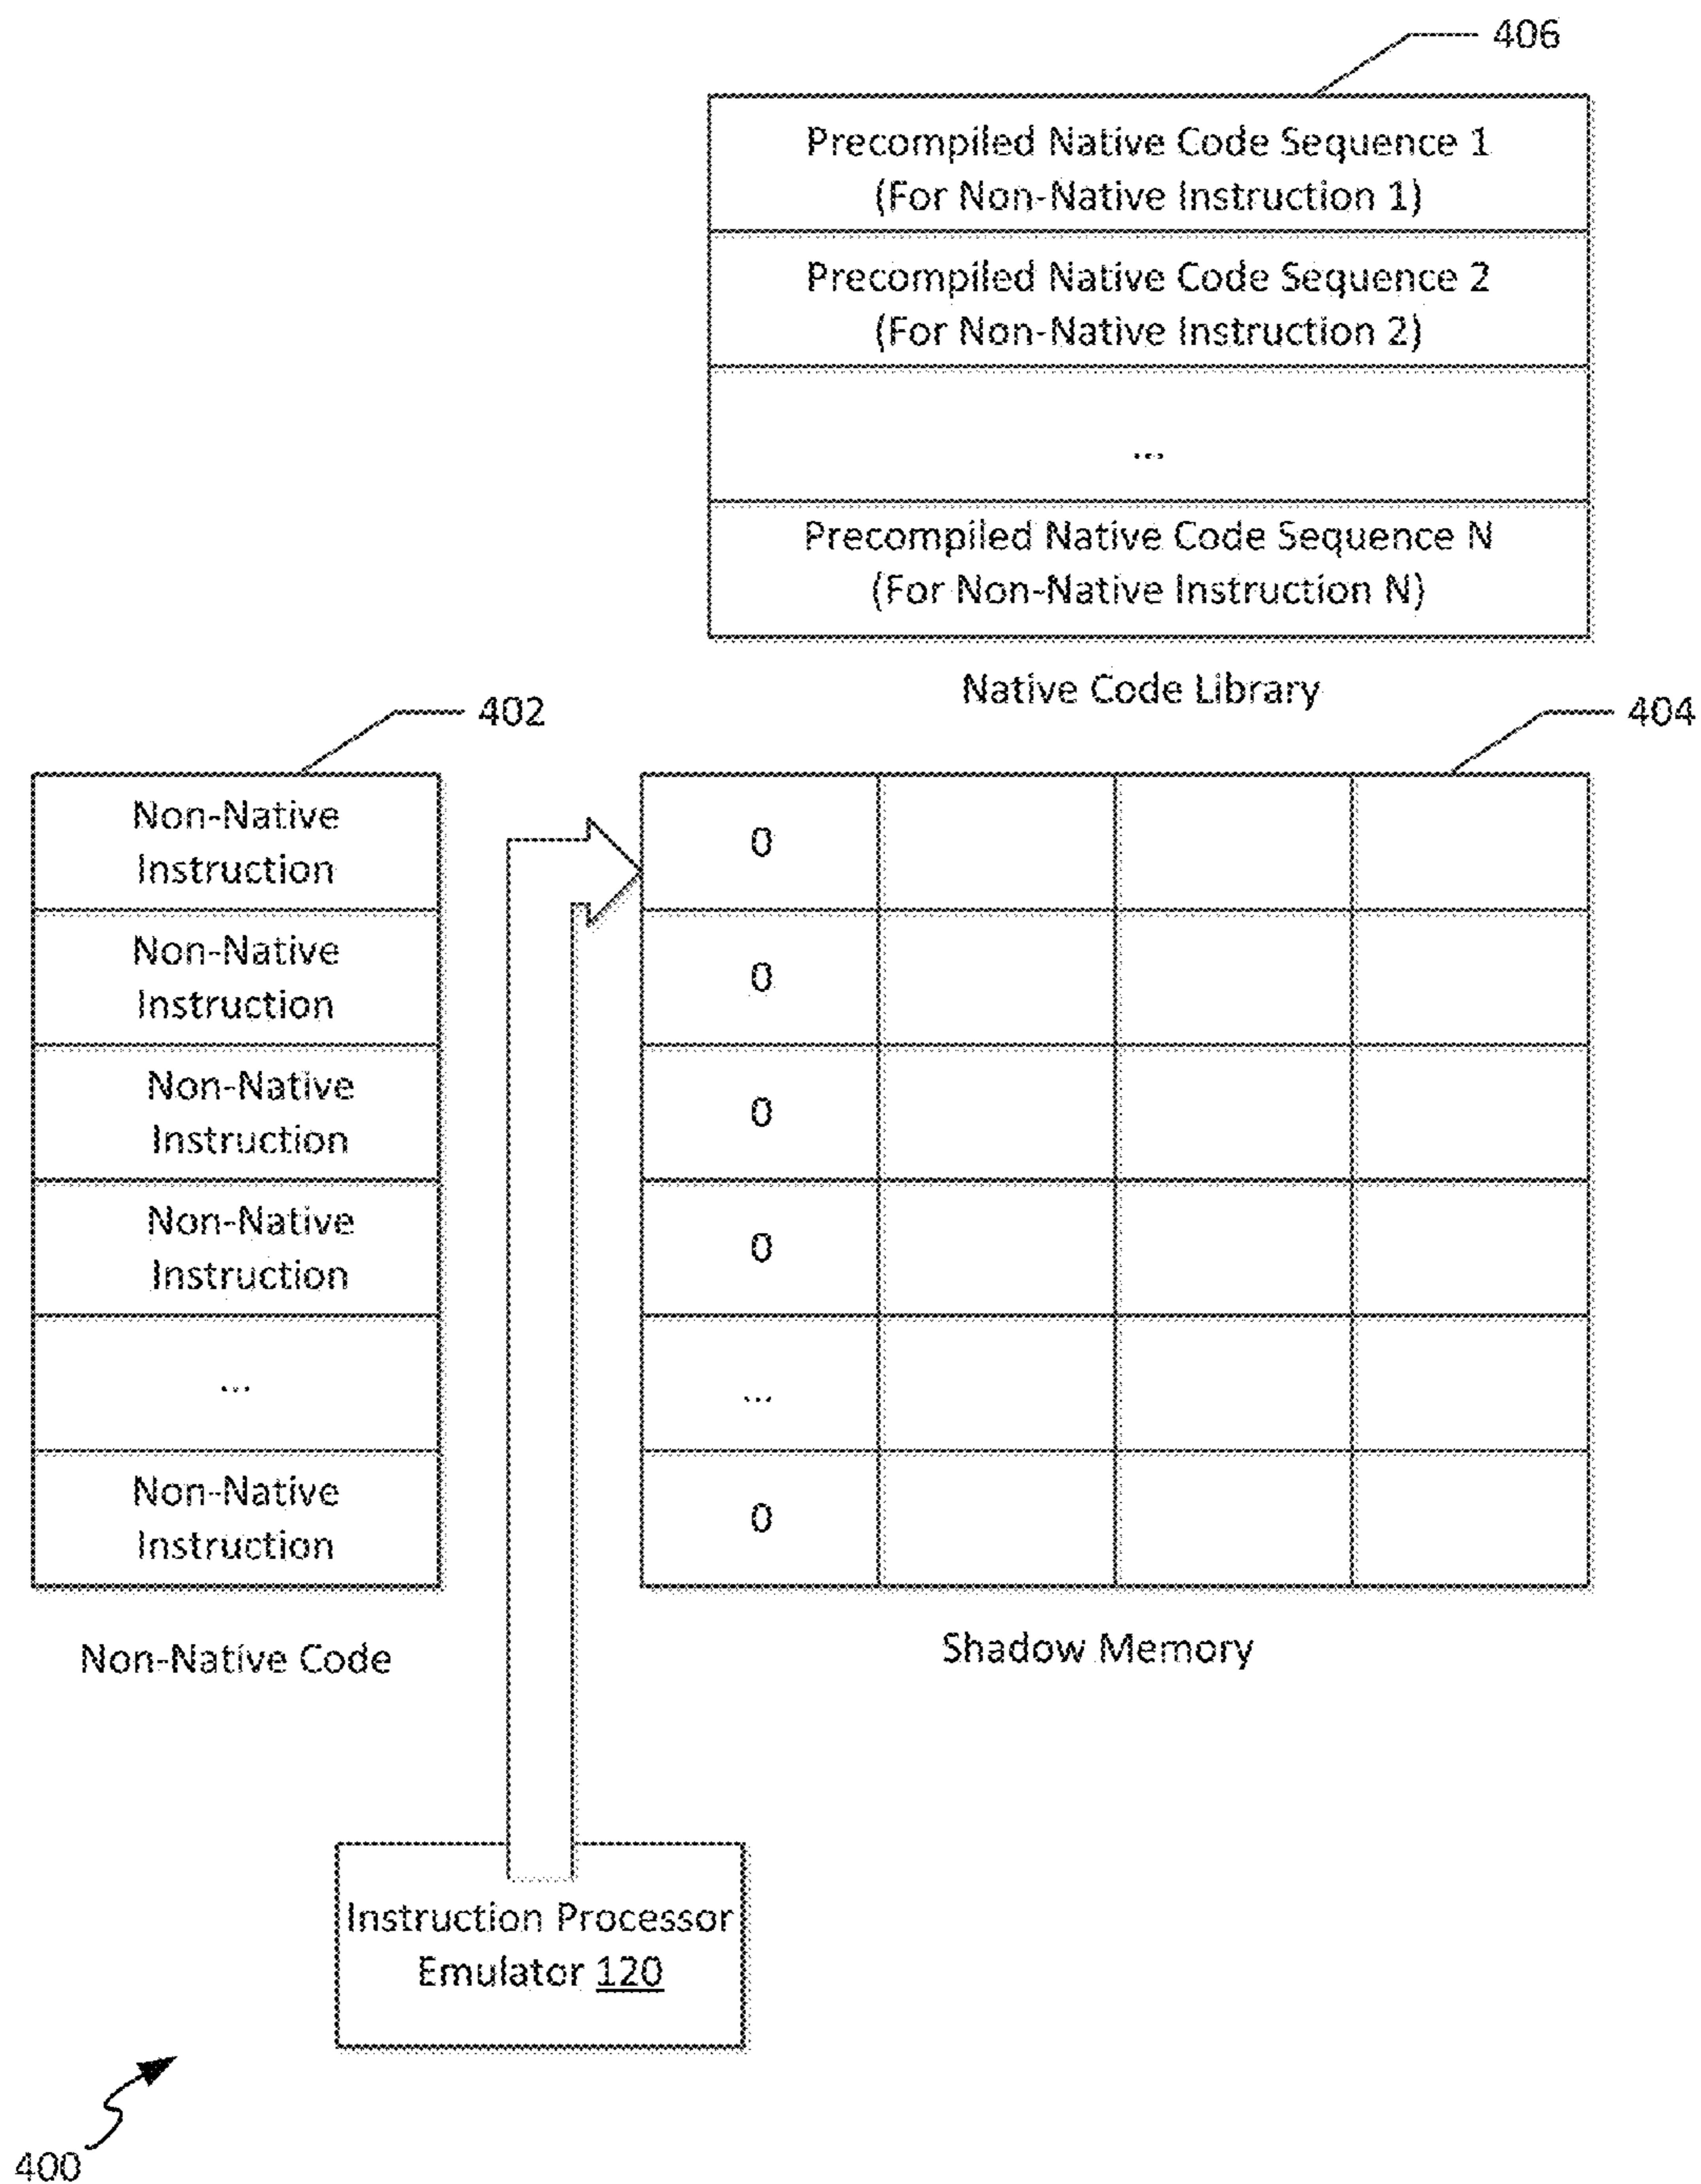 406
Precompiled Native Code Sequence 1
(For Non-Native Instruction 1)
Precompiled Native Code Sequence 2
(For Non-Native Instruction 2)
...
Precompiled Native Code Sequence N
(For Non-Native Instruction N)
Native Code Library
402
Non-Native
Instruction
Non-Native
Instruction
Non-Native
Instruction
Non-Native
Instruction
...
Non-Native
Instruction
Non-Native Code
404
0
0
0
0
...
0
Shadow Memory
Instruction Processor
Emulator 120
400